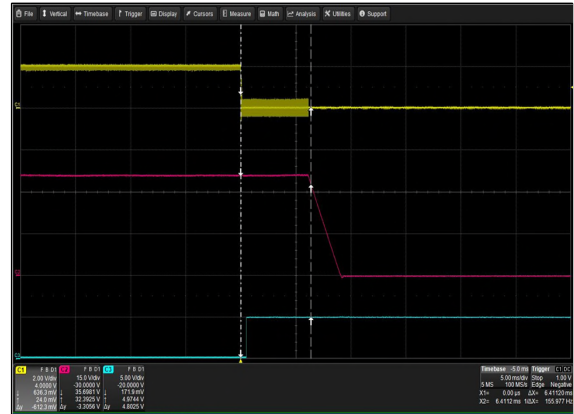 File Vertical Timebase Trigger Display Cursors Measure Math Analysis Utilities Support
C1 F B D1 C2 F B D1 C3 F B D1
2.00 V/div 15.0 V/div 5.00 V/div
4.0000 V -30.0000 V -20.0000 V
↓ 636.3 mV ↓ 35.6981 V ↓ 171.9 mV
↑ 24.0 mV ↑ 32.3925 V ↑ 4.9744 V
Δy -612.3 mV Δy -3.3056 V Δy 4.8025 V
Timebase -5.0 ms Trigger C1 DC
5.00 ms/div Stop 1.00 V
5 MS 100 MS/s Edge Negative
X1= 0.00 µs ΔX= 6.41120 ms
X2= 6.4112 ms 1/ΔX= 155.977 Hz